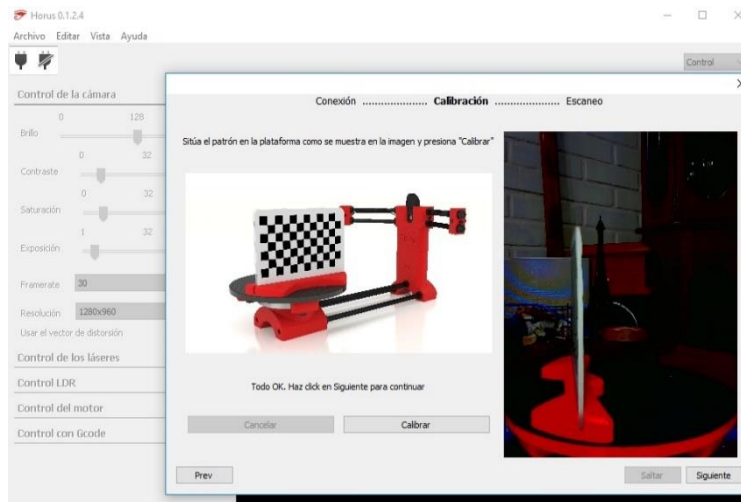 Horus 0.1.2.4
Archivo Editar Vista Ayuda
Control
Control de la cámara
0 128
Brillo
0 32
Contraste
0 32
Saturación
1 32
Exposición
Framerate 30
Resolución 1280x960
Usar el vector de distorsión
Control de los láseres
Control LDR
Control del motor
Control con Gcode
Conexión ..................... Calibración ..................... Escaneo
Sitúa el patrón en la plataforma como se muestra en la imagen y presiona "Calibrar"
Todo OK. Haz click en Siguiente para continuar
Cancelar Calibrar
Prev Saltar Siguiente